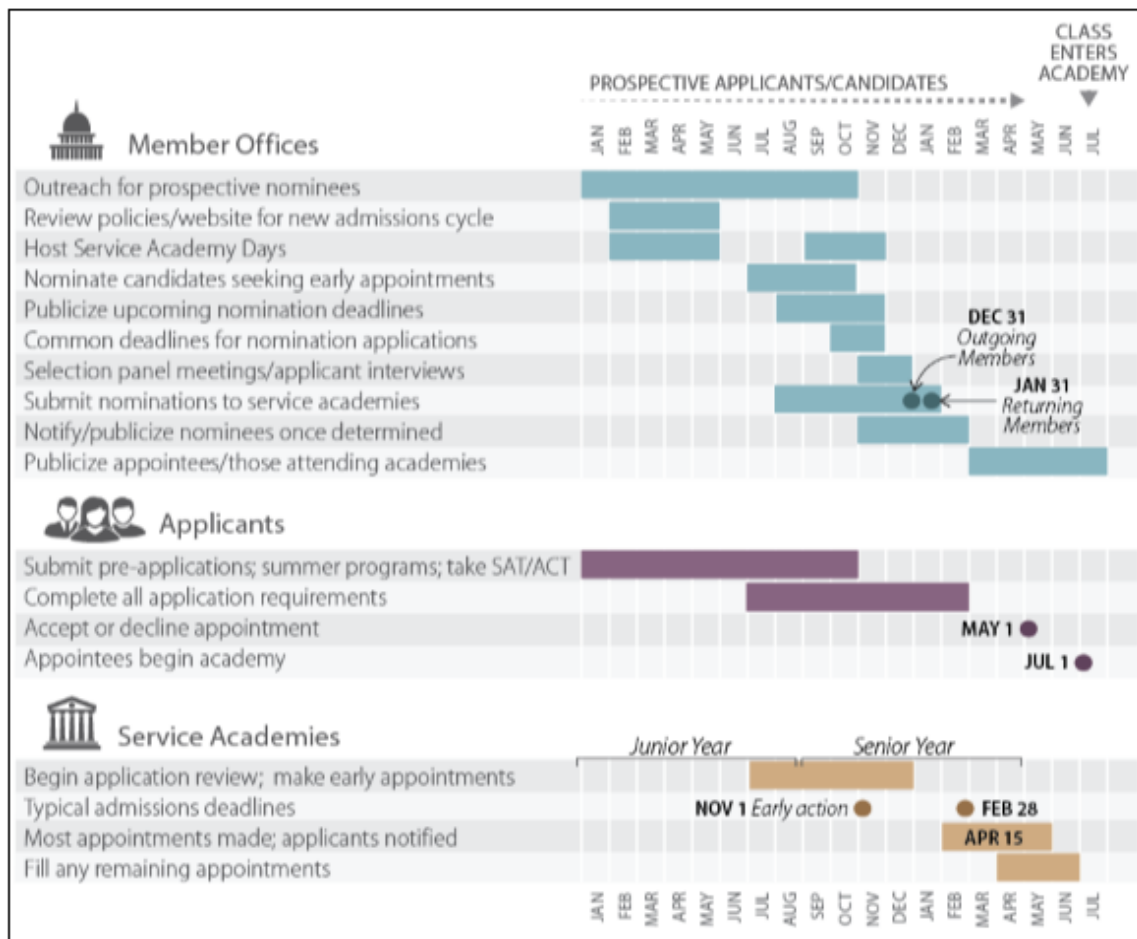 CLASS
ENTERS
ACADEMY
PROSPECTIVE APPLICANTS/CANDIDATES
JAN FEB MAR APR MAY JUN JUL AUG SEP OCT NOV DEC JAN FEB MAR APR MAY JUN JUL
Member Offices
Outreach for prospective nominees
Review policies/website for new admissions cycle
Host Service Academy Days
Nominate candidates seeking early appointments
Publicize upcoming nomination deadlines
Common deadlines for nomination applications
DEC 31
Outgoing
Members
Selection panel meetings/applicant interviews
Submit nominations to service academies
JAN 31
Returning
Members
Notify/publicize nominees once determined
Publicize appointees/those attending academies
Applicants
Submit pre-applications; summer programs; take SAT/ACT
Complete all application requirements
Accept or decline appointment MAY 1
Appointees begin academy JUL 1
Service Academies
Junior Year Senior Year
Begin application review; make early appointments
Typical admissions deadlines NOV 1 Early action FEB 28
Most appointments made; applicants notified APR 15
Fill any remaining appointments
JAN FEB MAR APR MAY JUN JUL AUG SEP OCT NOV DEC JAN FEB MAR APR MAY JUN JUL